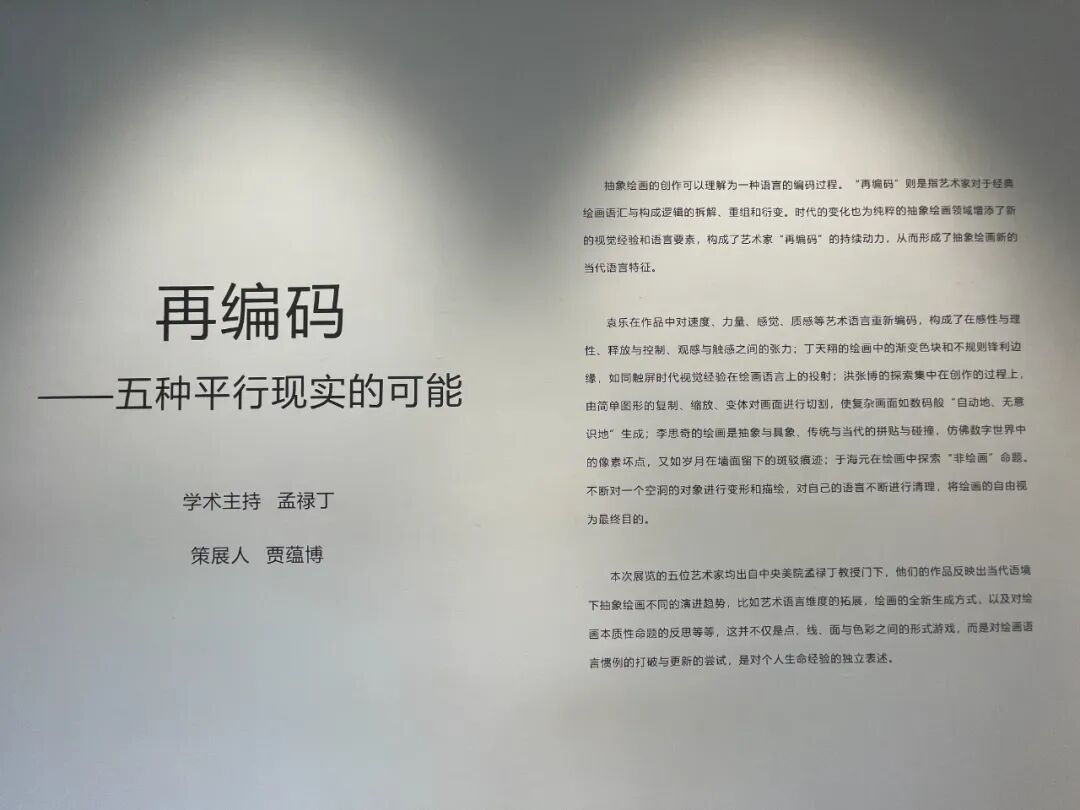 再编码
——五种平行现实的可能
学术主持 孟禄丁
策展人 贾蕴博
抽象绘画的创作可以理解为一种语言的编码过程。“再编码”则是指艺术家对于经典
绘画语汇与构成逻辑的拆解、重组和衍变。时代的变化也为纯粹的抽象绘画领域增添了新
的视觉经验和语言要素，构成了艺术家“再编码”的持续动力，从而形成了抽象绘画新的
当代语言特征。
袁乐在作品中对速度、力量、感觉、质感等艺术语言重新编码，构成了在感性与理
性、释放与控制、观感与触感之间的张力；丁天翔的绘画中的渐变色块和不规则锋利边
缘，如同触屏时代视觉经验在绘画语言上的投射；洪张博的探索集中在创作的过程上，
由简单图形的复制、缩放、变体对画面进行切割，使复杂画面如数码般“自动地、无意
识地”生成；李思奇的绘画是抽象与具象、传统与当代的拼贴与碰撞，仿佛数字世界中
的像素坏点，又如岁月在墙面留下的斑驳痕迹；于海元在绘画中探索“非绘画”命题。
不断对一个空洞的对象进行变形和描绘，对自己的语言不断进行清理，将绘画的自由视
为最终目的。
本次展览的五位艺术家均出自中央美院孟禄丁教授门下，他们的作品反映出当代语境
下抽象绘画不同的演进趋势，比如艺术语言维度的拓展，绘画的全新生成方式，以及对绘
画本质性命题的反思等等，这并不仅是点、线、面与色彩之间的形式游戏，而是对绘画语
言惯例的打破与更新的尝试，是对个人生命经验的独立表述。